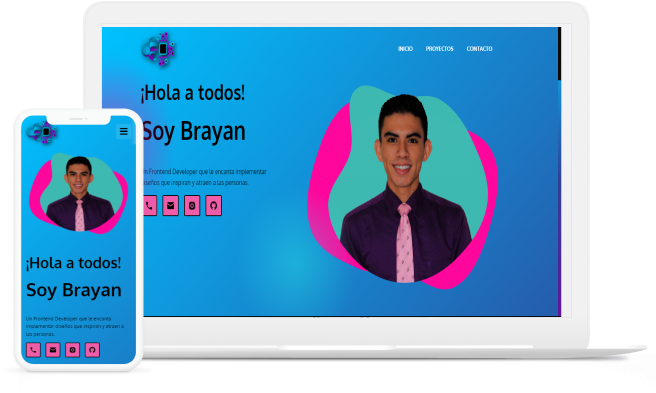 INICIO PROYECTOS CONTACTO
¡Hola a todos!
Soy Brayan
Un Frontend Developer que le encanta implementar
diseños que inspiran y atraen a las personas.
¡Hola a todos!
Soy Brayan
Un Frontend Developer que le encanta
implementar diseños que inspiran y atraen a
las personas.